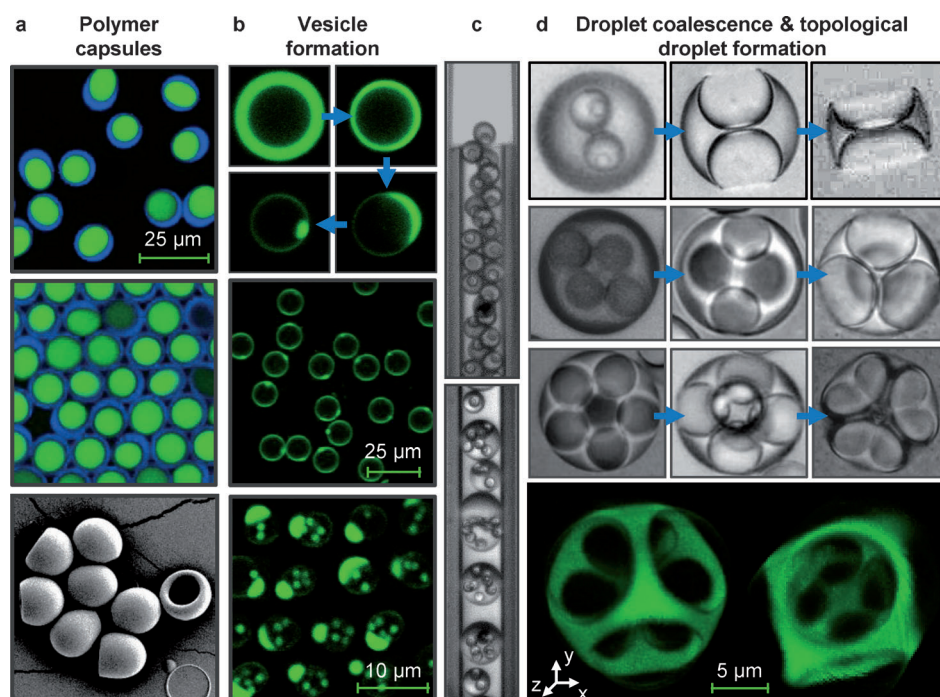 a Polymer capsules
b Vesicle formation
c
d Droplet coalescence & topological droplet formation
25 µm
25 µm
10 µm
y
z x
5 µm